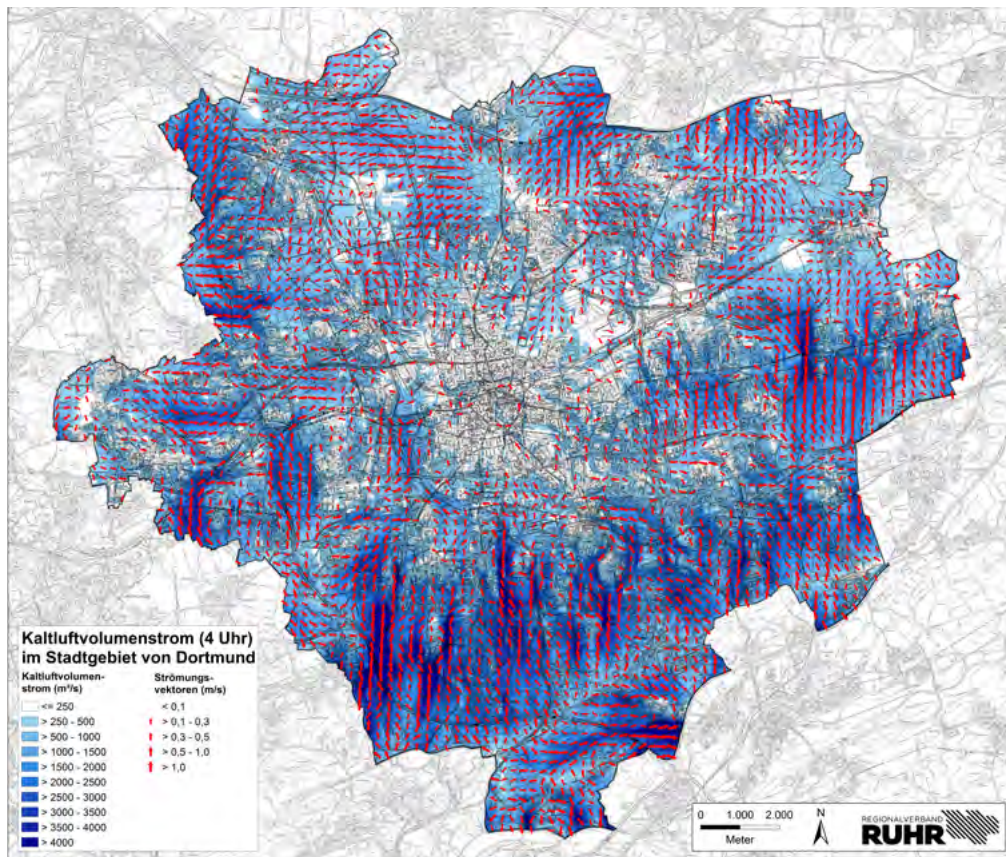 Kaltluftvolumenstrom (4 Uhr)
im Stadtgebiet von Dortmund
Kaltluftvolumen-
strom (m³/s)
<= 250
> 250 - 500
> 500 - 1000
> 1000 - 1500
> 1500 - 2000
> 2000 - 2500
> 2500 - 3000
> 3000 - 3500
> 3500 - 4000
> 4000
Strömungs-
vektoren (m/s)
< 0,1
> 0,1 - 0,3
> 0,3 - 0,5
> 0,5 - 1,0
> 1,0
0 1.000 2.000
Meter
N
REGIONALVERBAND
RUHR